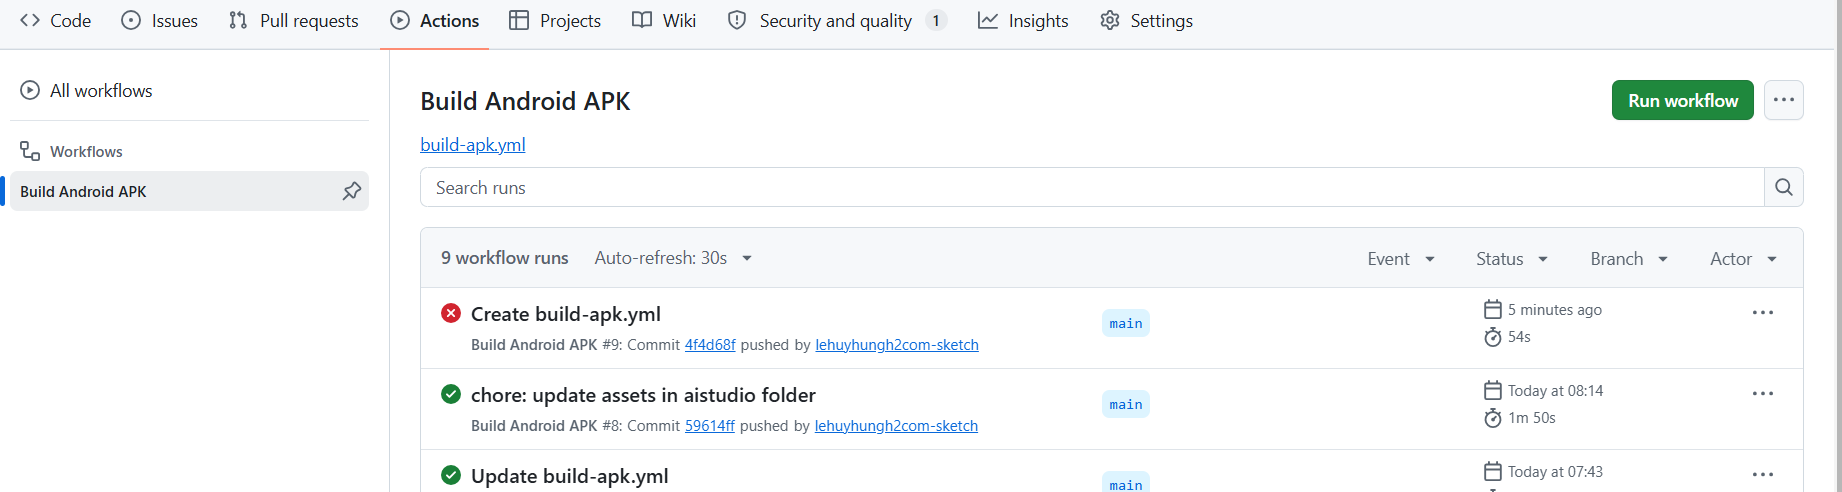 Code Issues Pull requests Actions Projects Wiki Security and quality 1 Insights Settings
All workflows
Workflows
Build Android APK
Build Android APK
Run workflow
build-apk.yml
Search runs
9 workflow runs Auto-refresh: 30s Event Status Branch Actor
Create build-apk.yml
Build Android APK #9: Commit 4f4d68f pushed by lehuyhungh2com-sketch
main
5 minutes ago
54s
chore: update assets in aistudio folder
Build Android APK #8: Commit 59614ff pushed by lehuyhungh2com-sketch
main
Today at 08:14
1m 50s
Update build-apk.yml
main
Today at 07:43